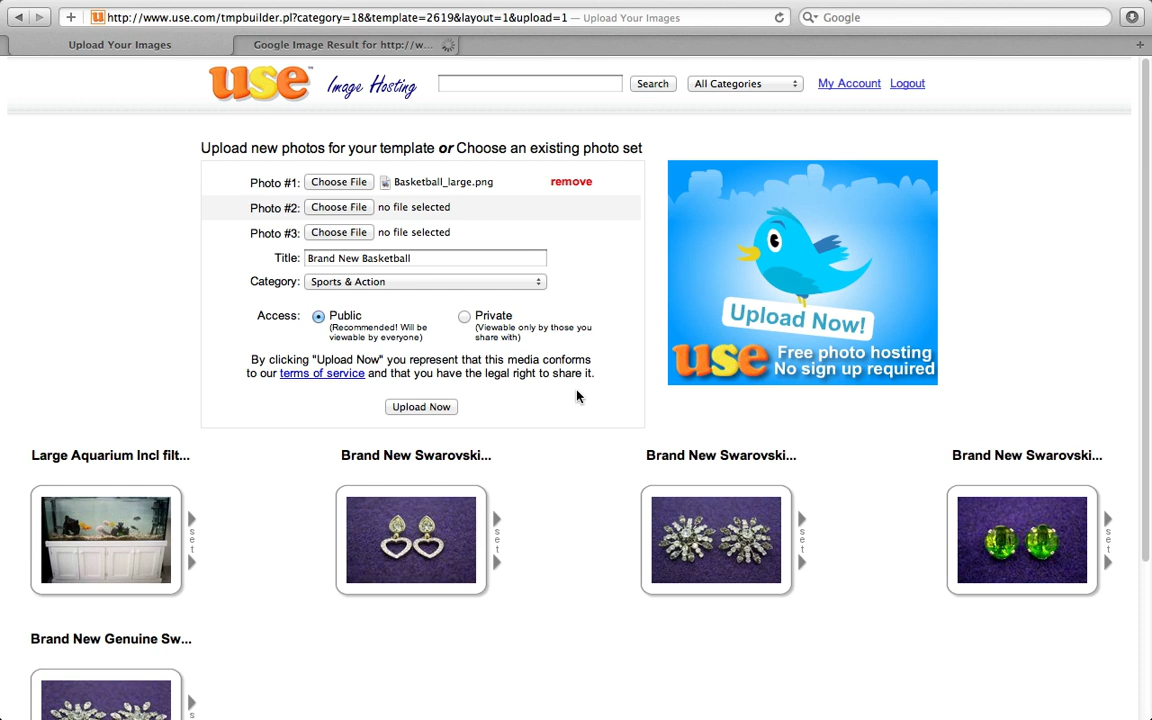 http://www.use.com/tmpbuilder.pl?category=18&template=2619&layout=1&upload=1 — Upload Your Images
Google
Upload Your Images
Google Image Result for http://w...
use Image Hosting
Search
All Categories
My Account
Logout
Upload new photos for your template or Choose an existing photo set
Photo #1: Choose File Basketball_large.png remove
Photo #2: Choose File no file selected
Photo #3: Choose File no file selected
Title: Brand New Basketball
Category: Sports & Action
Access: Public Private
(Recommended! Will be
viewable by everyone)
(Viewable only by those you
share with)
By clicking "Upload Now" you represent that this media conforms
to our terms of service and that you have the legal right to share it.
Upload Now
Upload Now!
use Free photo hosting
No sign up required
Large Aquarium Incl filt...
Brand New Swarovski...
Brand New Swarovski...
Brand New Swarovski...
set
set
set
set
Brand New Genuine Sw...
s